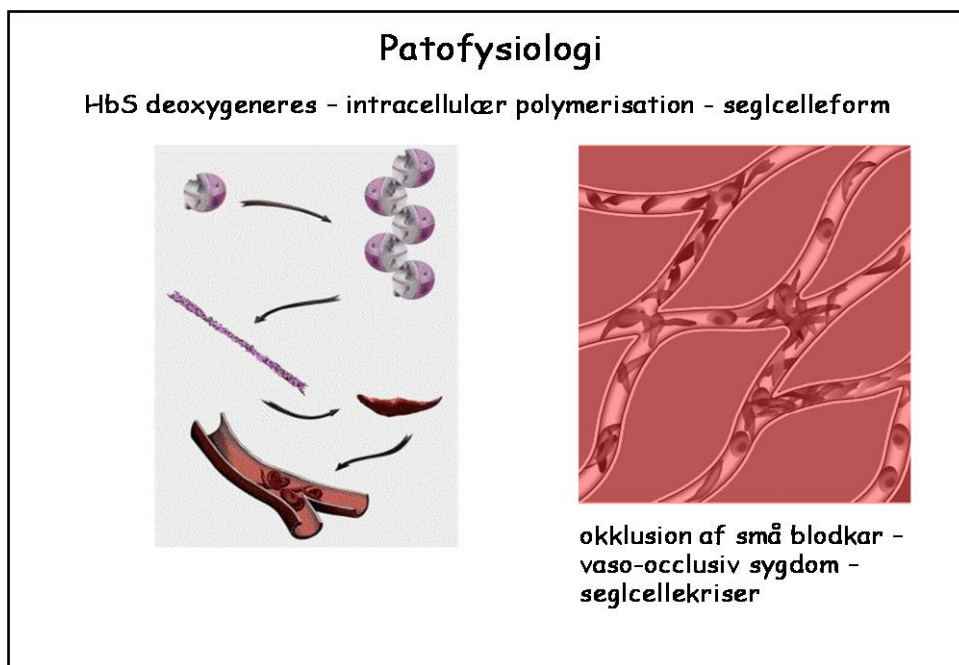 Patofysiologi
HbS deoxygeneres – intracellulær polymerisation - seglcelleform
okklusion af små blodkar –
vaso-occlusiv sygdom –
seglcellekriser